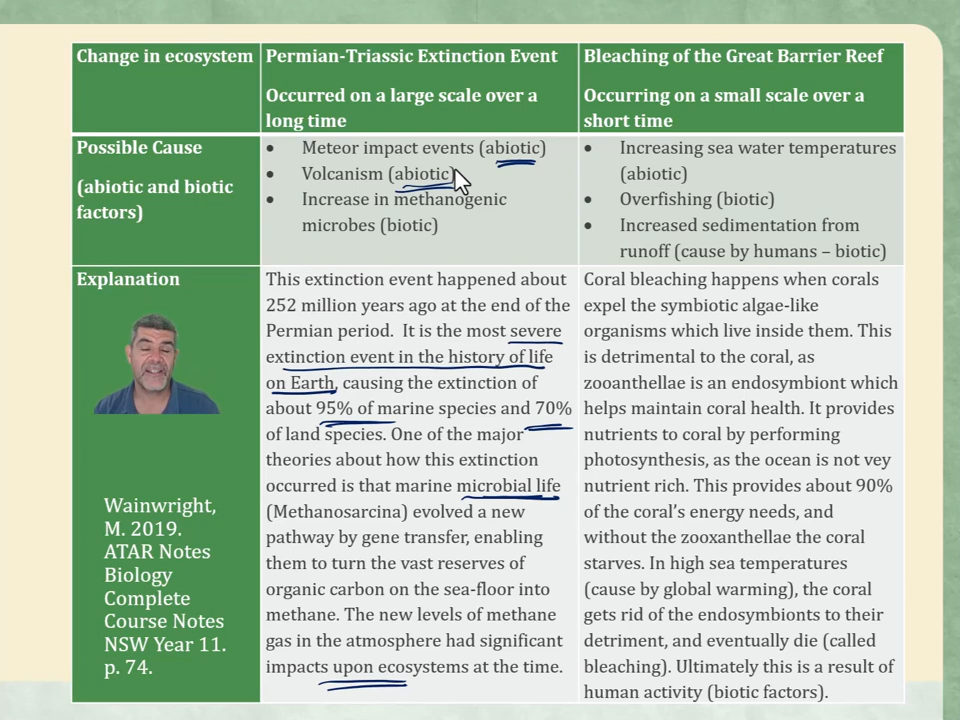 Change in ecosystem
Permian-Triassic Extinction Event
Occurred on a large scale over a
long time
Bleaching of the Great Barrier Reef
Occurring on a small scale over a
short time
Possible Cause
(abiotic and biotic
factors)
• Meteor impact events (abiotic)
• Volcanism (abiotic)
• Increase in methanogenic
microbes (biotic)
• Increasing sea water temperatures
(abiotic)
• Overfishing (biotic)
• Increased sedimentation from
runoff (cause by humans – biotic)
Explanation
Wainwright,
M. 2019.
ATAR Notes
Biology
Complete
Course Notes
NSW Year 11.
p. 74.
This extinction event happened about
252 million years ago at the end of the
Permian period. It is the most severe
extinction event in the history of life
on Earth, causing the extinction of
about 95% of marine species and 70%
of land species. One of the major
theories about how this extinction
occurred is that marine microbial life
(Methanosarcina) evolved a new
pathway by gene transfer, enabling
them to turn the vast reserves of
organic carbon on the sea-floor into
methane. The new levels of methane
gas in the atmosphere had significant
impacts upon ecosystems at the time.
Coral bleaching happens when corals
expel the symbiotic algae-like
organisms which live inside them. This
is detrimental to the coral, as
zooanthellae is an endosymbiont which
helps maintain coral health. It provides
nutrients to coral by performing
photosynthesis, as the ocean is not vey
nutrient rich. This provides about 90%
of the coral's energy needs, and
without the zooxanthellae the coral
starves. In high sea temperatures
(cause by global warming), the coral
gets rid of the endosymbionts to their
detriment, and eventually die (called
bleaching). Ultimately this is a result of
human activity (biotic factors).